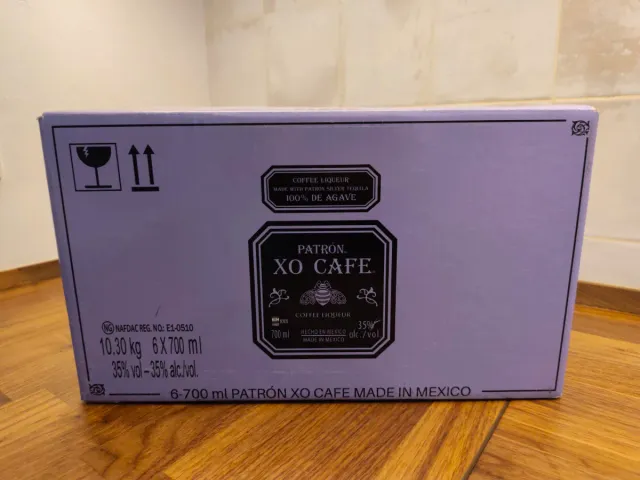 COFFEE LIQUEUR
MADE WITH PATRÓN SILVER TEQUILA
100% DE AGAVE
PATRÓN
XO CAFE
COFFEE LIQUEUR
700 ml
35%
alc./vol
MADE IN MEXICO
NG NAFDAC REG. NO: E1-0510
10.30 kg 6 X 700 ml
35% vol – 35% alc./vol.
6-700 ml PATRÓN XO CAFE MADE IN MEXICO